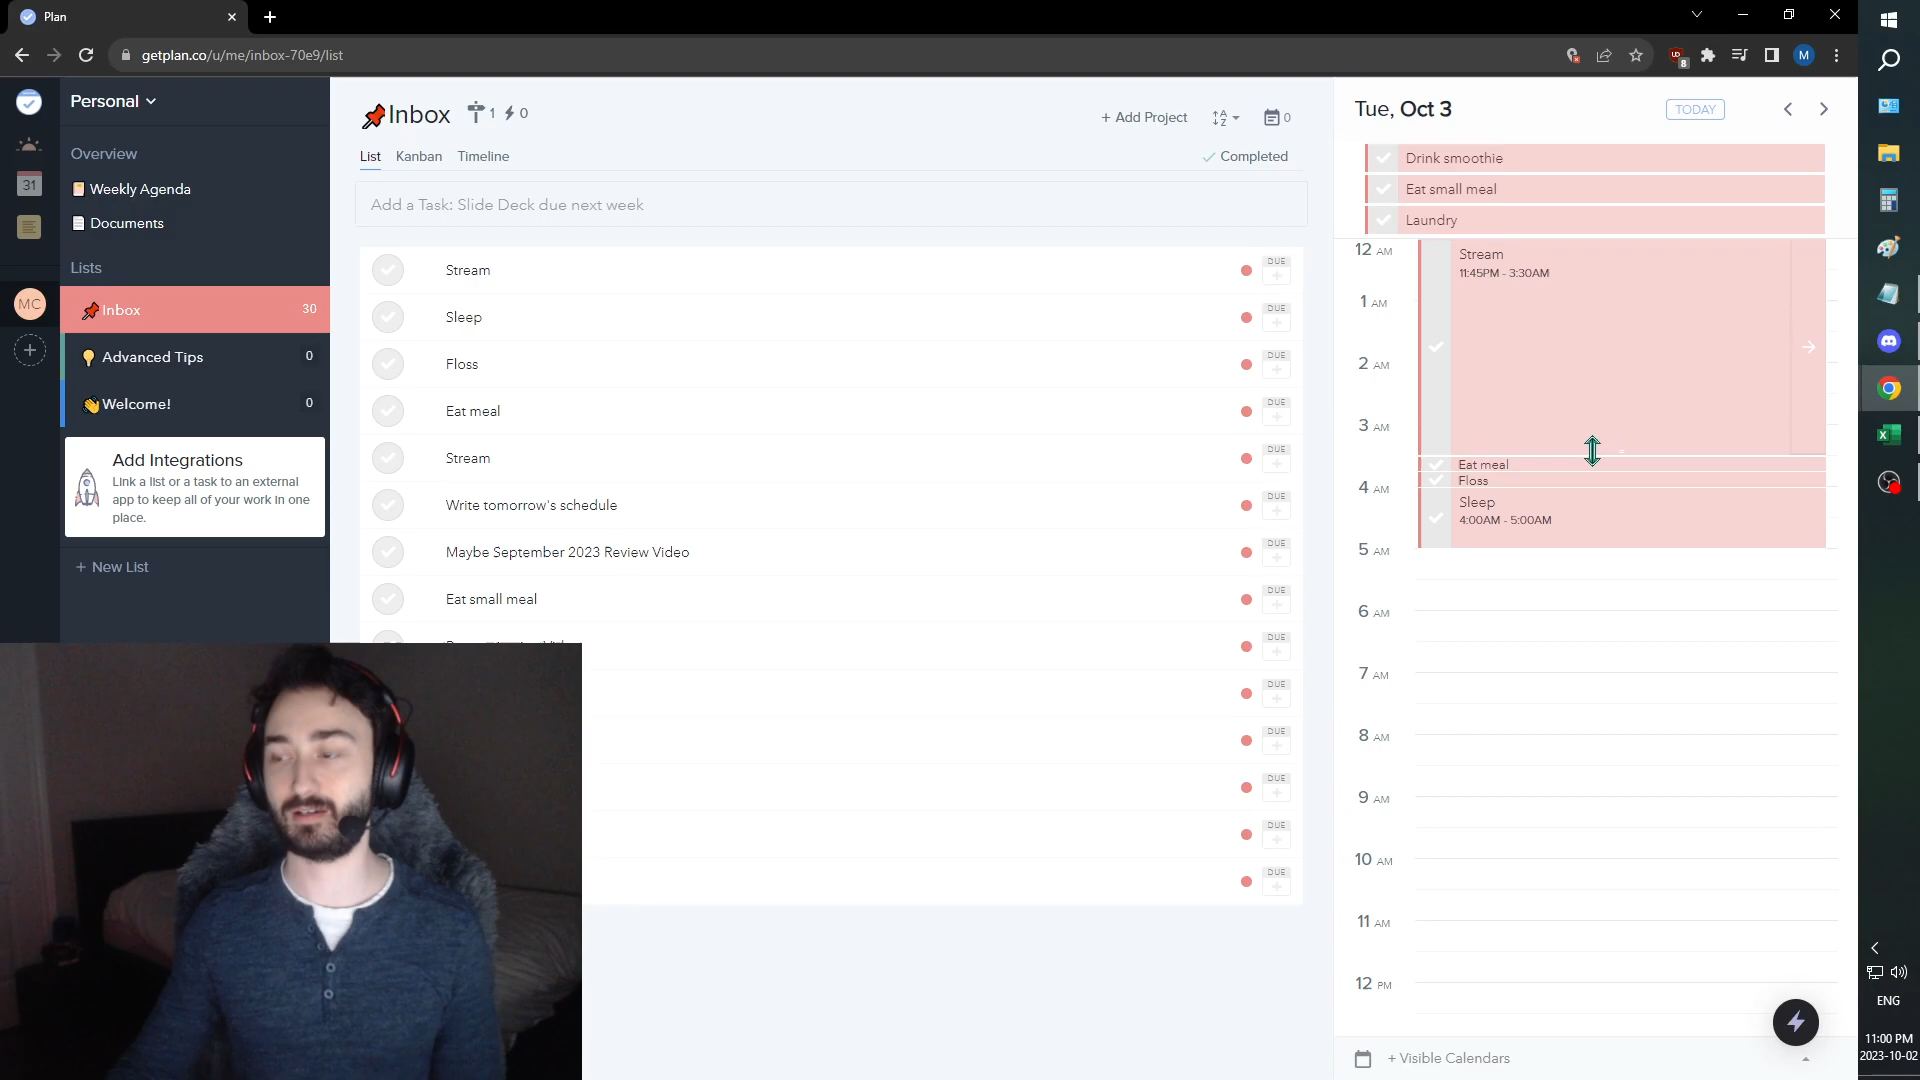 Plan
getplan.co/u/me/inbox-70e9/list
8
M
Personal
Overview
Weekly Agenda
Documents
Lists
Inbox 30
Advanced Tips 0
Welcome! 0
31
MC
Add Integrations
Link a list or a task to an external
app to keep all of your work in one
place.
+ New List
Inbox 1 0
+ Add Project
A
Z
0
List Kanban Timeline
Completed
Add a Task: Slide Deck due next week
Stream DUE
Sleep DUE
Floss DUE
Eat meal DUE
Stream DUE
Write tomorrow's schedule DUE
Maybe September 2023 Review Video DUE
Eat small meal DUE
DUE
DUE
DUE
DUE
DUE
DUE
Tue, Oct 3
TODAY
Drink smoothie
Eat small meal
Laundry
12 AM
Stream
11:45PM - 3:30AM
1 AM
2 AM
3 AM
Eat meal
Floss
4 AM
Sleep
4:00AM - 5:00AM
5 AM
6 AM
7 AM
8 AM
9 AM
10 AM
11 AM
12 PM
+ Visible Calendars
ENG
11:00 PM
2023-10-02